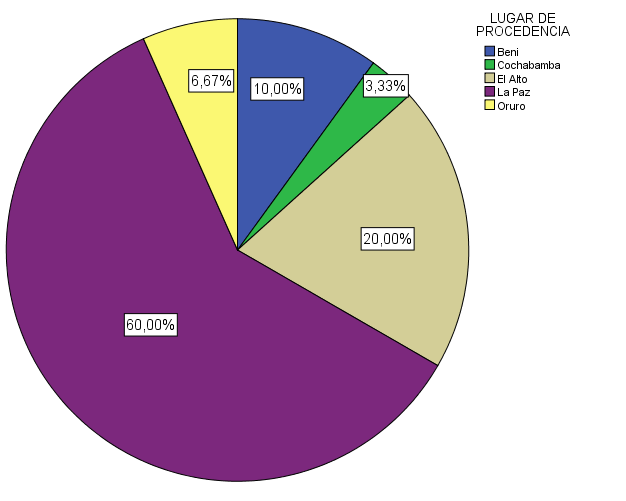 LUGAR DE
PROCEDENCIA
Beni
Cochabamba
El Alto
La Paz
Oruro
6,67%
10,00%
3,33%
20,00%
60,00%